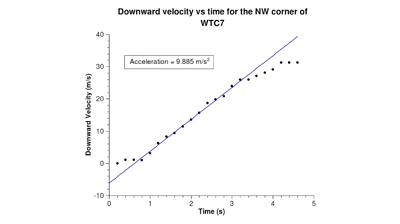 Downward velocity vs time for the NW corner of
WTC7
40
Acceleration = 9.885 m/s²
30
20
10
0
-10
Downward Velocity (m/s)
0 1 2 3 4 5
Time (s)